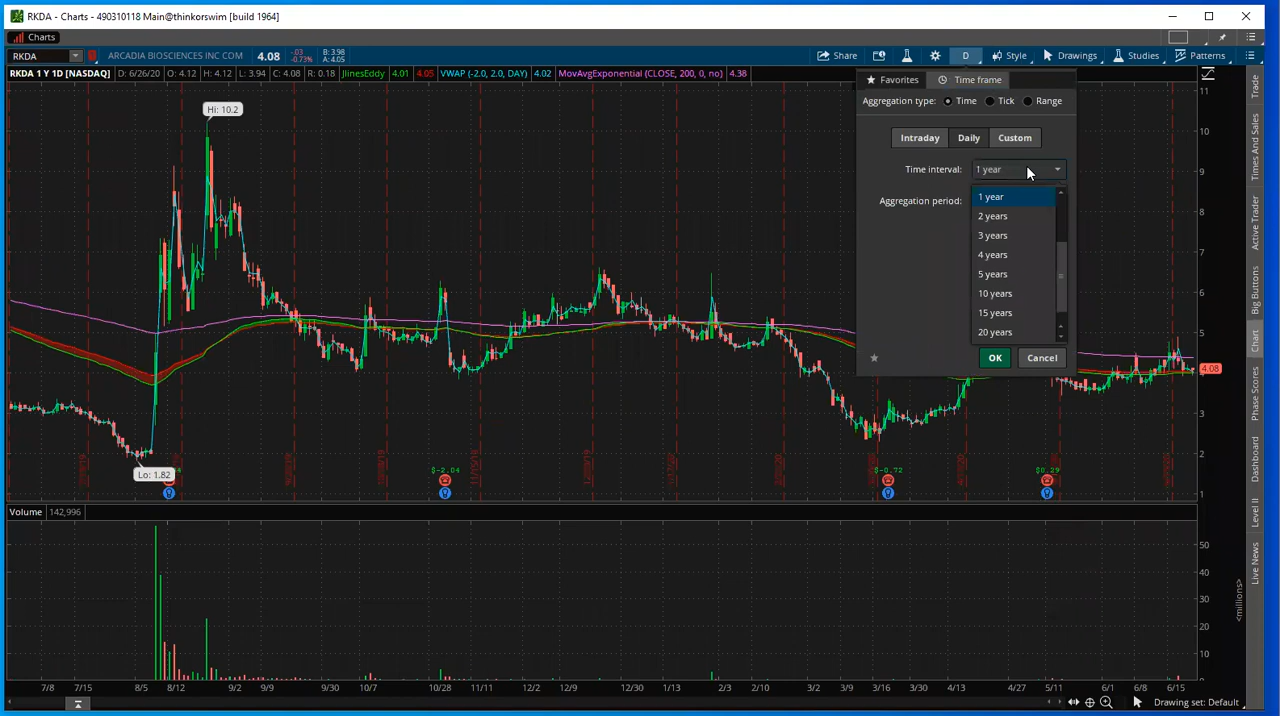 RKDA - Charts - 490310118 Main@thinkorswim [build 1964]
Charts
RKDA ARCADIA BIOSCIENCES INC COM 4.08 -.03 -0.73% B: 3.98 A: 4.05 Share D Style Drawings Studies Patterns
RKDA 1 Y 1D [NASDAQ] D: 6/26/20 O: 4.12 H: 4.12 L: 3.94 C: 4.08 R: 0.18 JlinesEddy 4.01 4.05 VWAP (-2.0, 2.0, DAY) 4.02 MovAvgExponential (CLOSE, 200, 0, no) 4.38
Favorites Time frame
Aggregation type: Time Tick Range
Intraday Daily Custom
Time interval: 1 year
Aggregation period:
1 year
2 years
3 years
4 years
5 years
10 years
15 years
20 years
OK Cancel
Hi: 10.2
Lo: 1.82
$-2.04
$-0.72
$0.29
11
10
9
8
7
6
5
4.08
3
2
1
Volume 142,996
50
40
30
20
10
<millions>
7/8 7/15 8/5 8/12 9/2 9/9 9/30 10/7 10/28 11/11 12/2 12/9 12/30 1/13 2/3 2/10 3/2 3/9 3/16 3/30 4/13 4/27 5/11 6/1 6/8 6/15
Drawing set: Default
Trade
Times And Sales
Active Trader
Big Buttons
Chart
Phase Scores
Dashboard
Level II
Live News